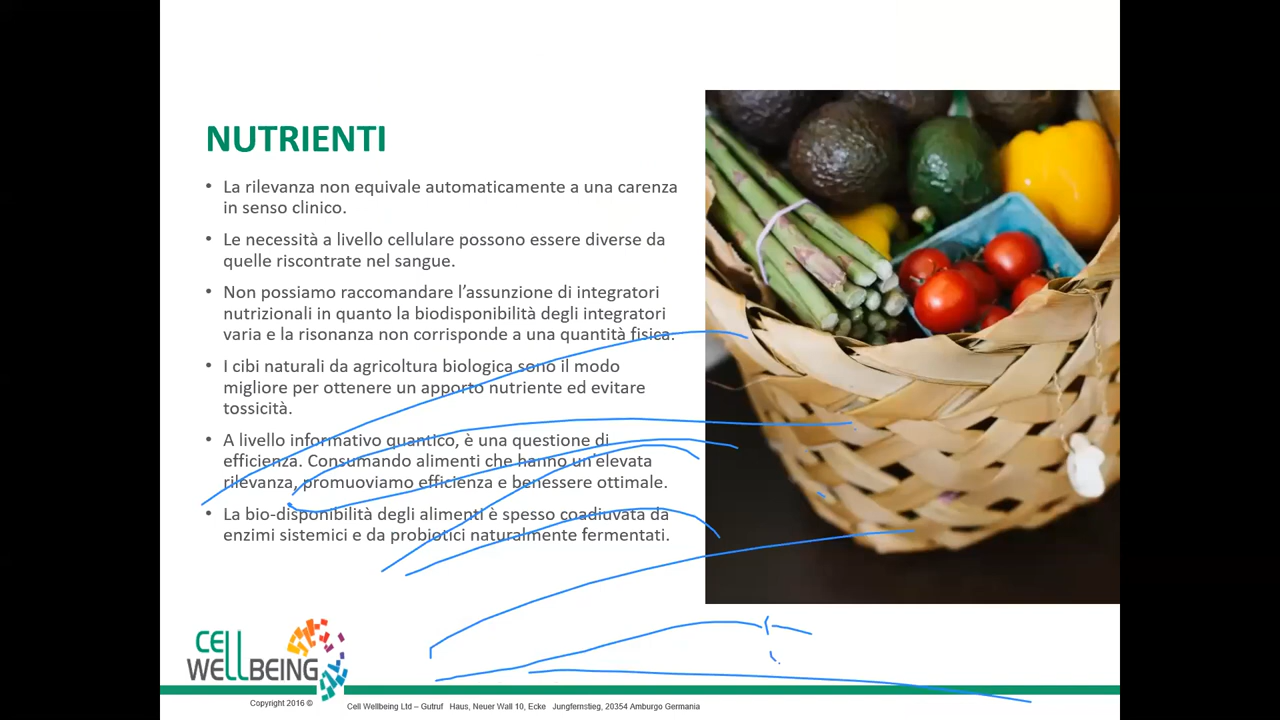 NUTRIENTI
• La rilevanza non equivale automaticamente a una carenza
in senso clinico.
• Le necessità a livello cellulare possono essere diverse da
quelle riscontrate nel sangue.
• Non possiamo raccomandare l’assunzione di integratori
nutrizionali in quanto la biodisponibilità degli integratori
varia e la risonanza non corrisponde a una quantità fisica.
• I cibi naturali da agricoltura biologica sono il modo
migliore per ottenere un apporto nutriente ed evitare
tossicità.
• A livello informativo quantico, è una questione di
efficienza. Consumando alimenti che hanno un'elevata
rilevanza, promuoviamo efficienza e benessere ottimale.
• La bio-disponibilità degli alimenti è spesso coadiuvata da
enzimi sistemici e da probiotici naturalmente fermentati.
CELL
WELLBEING
Copyright 2016 ©
Cell Wellbeing Ltd – Gutruf Haus, Neuer Wall 10, Ecke Jungfernstieg, 20354 Amburgo Germania